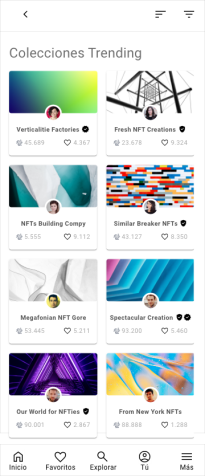 Colecciones Trending
Verticalitie Factories
45.689 4.367
Fresh NFT Creations
23.678 9.324
NFTs Building Compy
5.555 9.112
Similar Breaker NFTs
43.127 8.350
Megafonian NFT Gore
53.445 5.211
Spectacular Creation
93.200 5.460
Our World for NFTies
90.001 2.867
From New York NFTs
88.888 1.288
Inicio Favoritos Explorar Tú Más